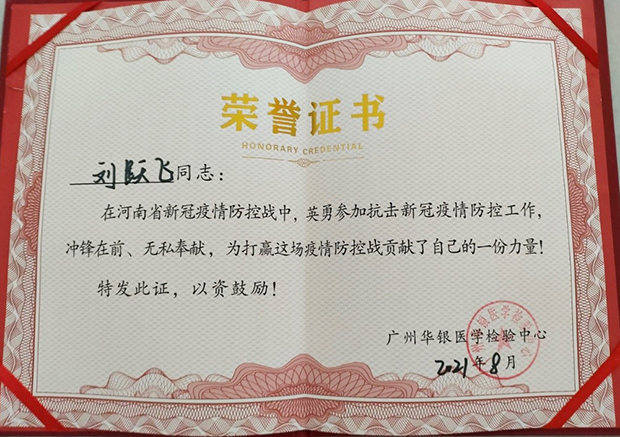 荣誉证书
HONORARY CREDENTIAL
刘跃飞同志：
在河南省新冠疫情防控战中，英勇参加抗击新冠疫情防控工作，
冲锋在前、无私奉献，为打赢这场疫情防控战贡献了自己的一份力量！
特发此证，以资鼓励！
广州华银医学检验中心
2021年8月